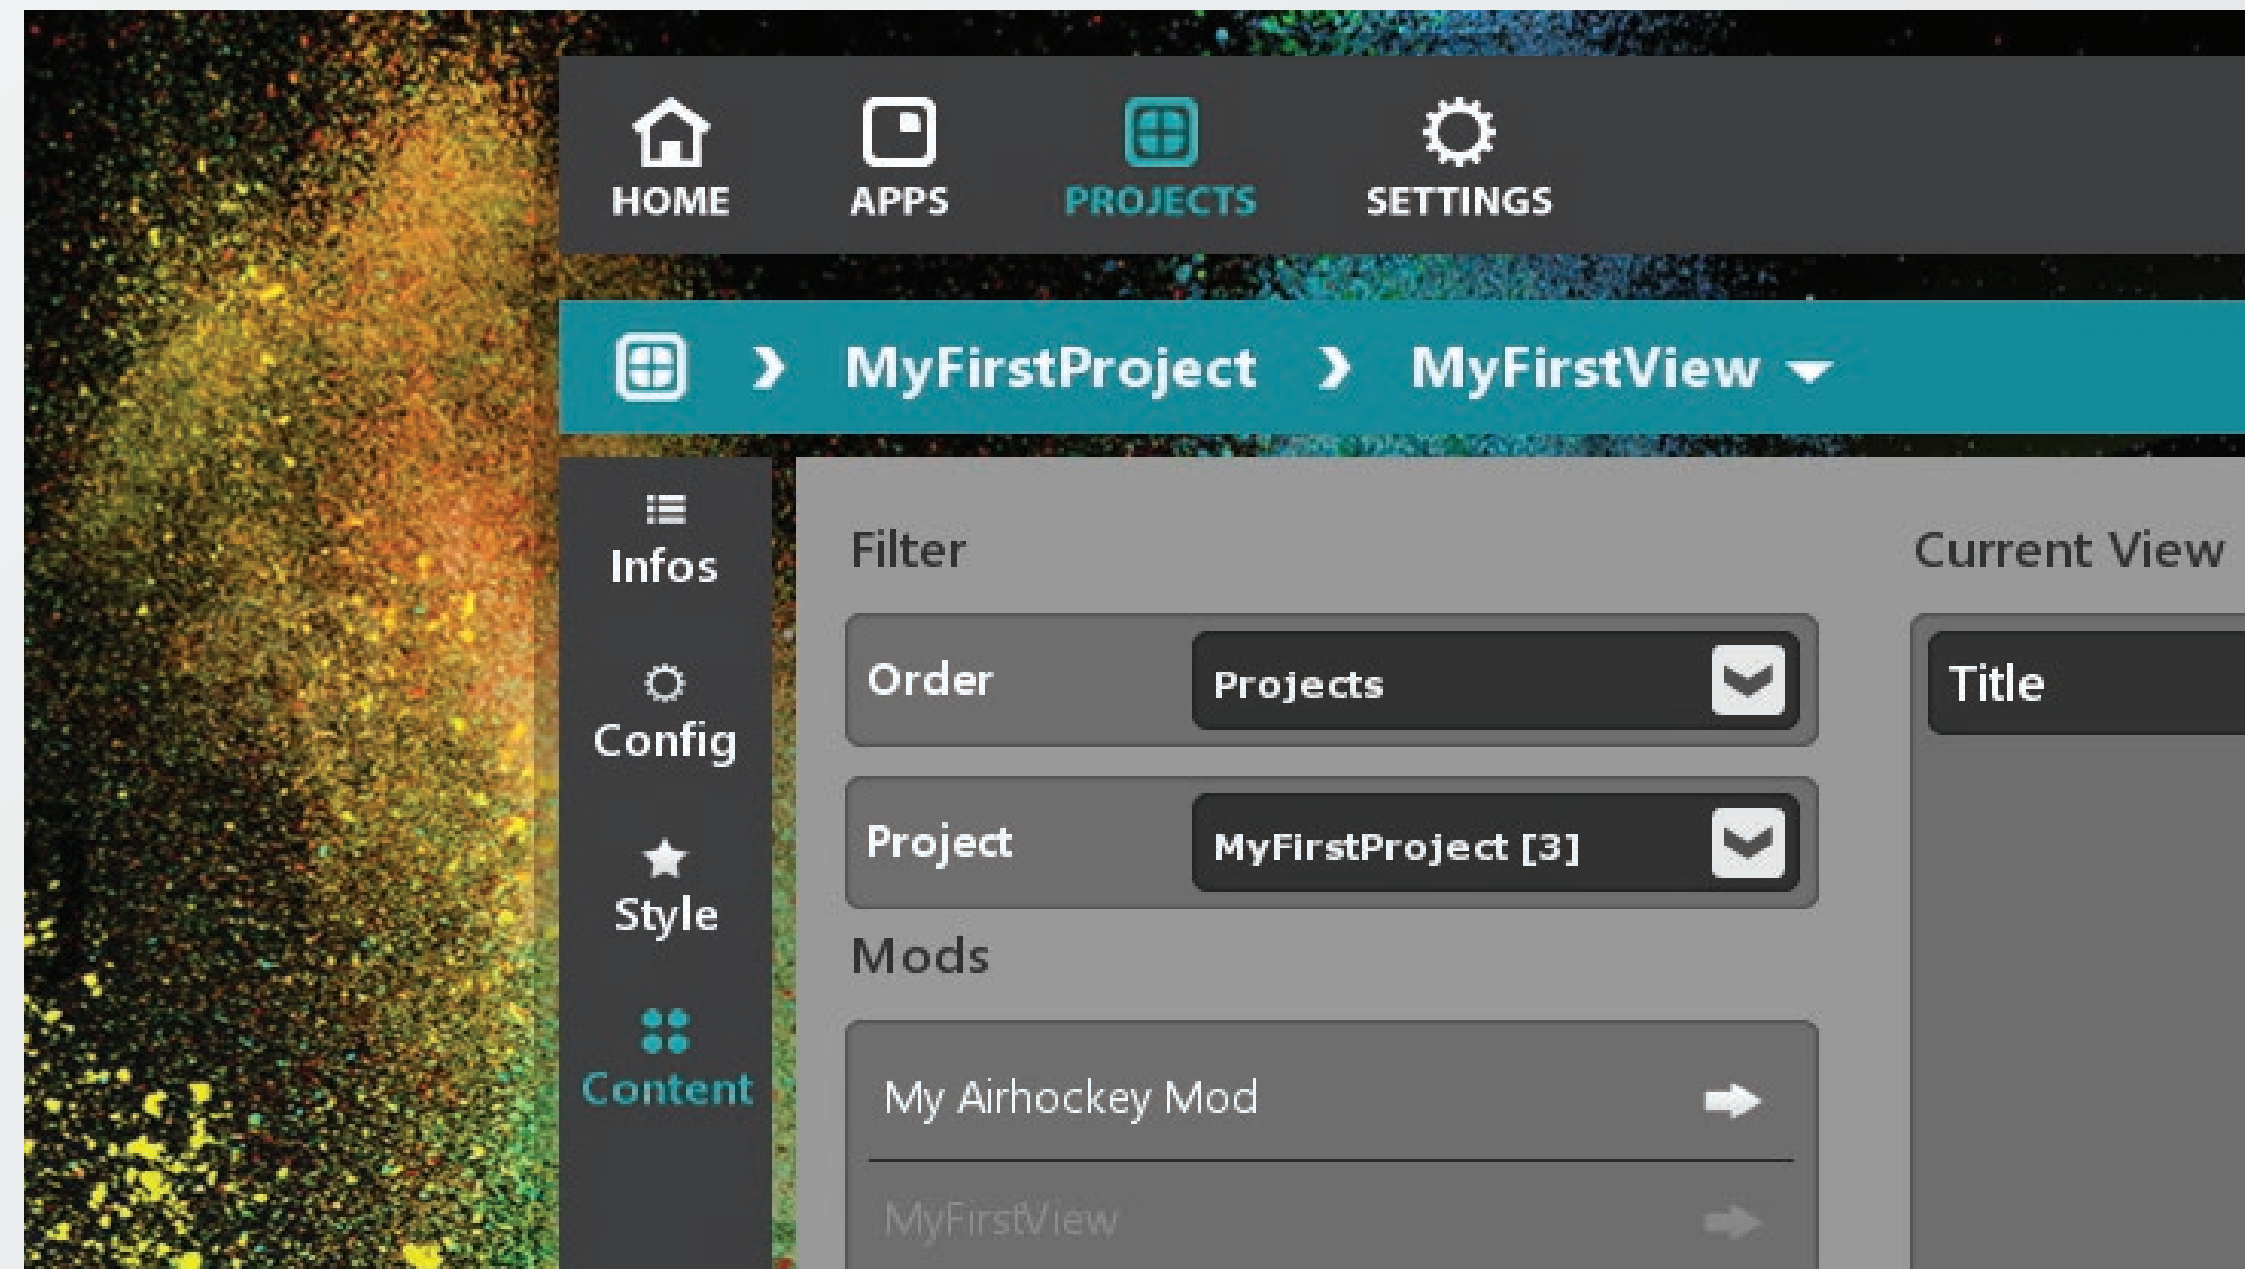 HOME APPS PROJECTS SETTINGS
MyFirstProject MyFirstView
Infos
Config
Style
Content
Filter
Order Projects
Project MyFirstProject [3]
Mods
My Airhockey Mod
MyFirstView
Current View
Title